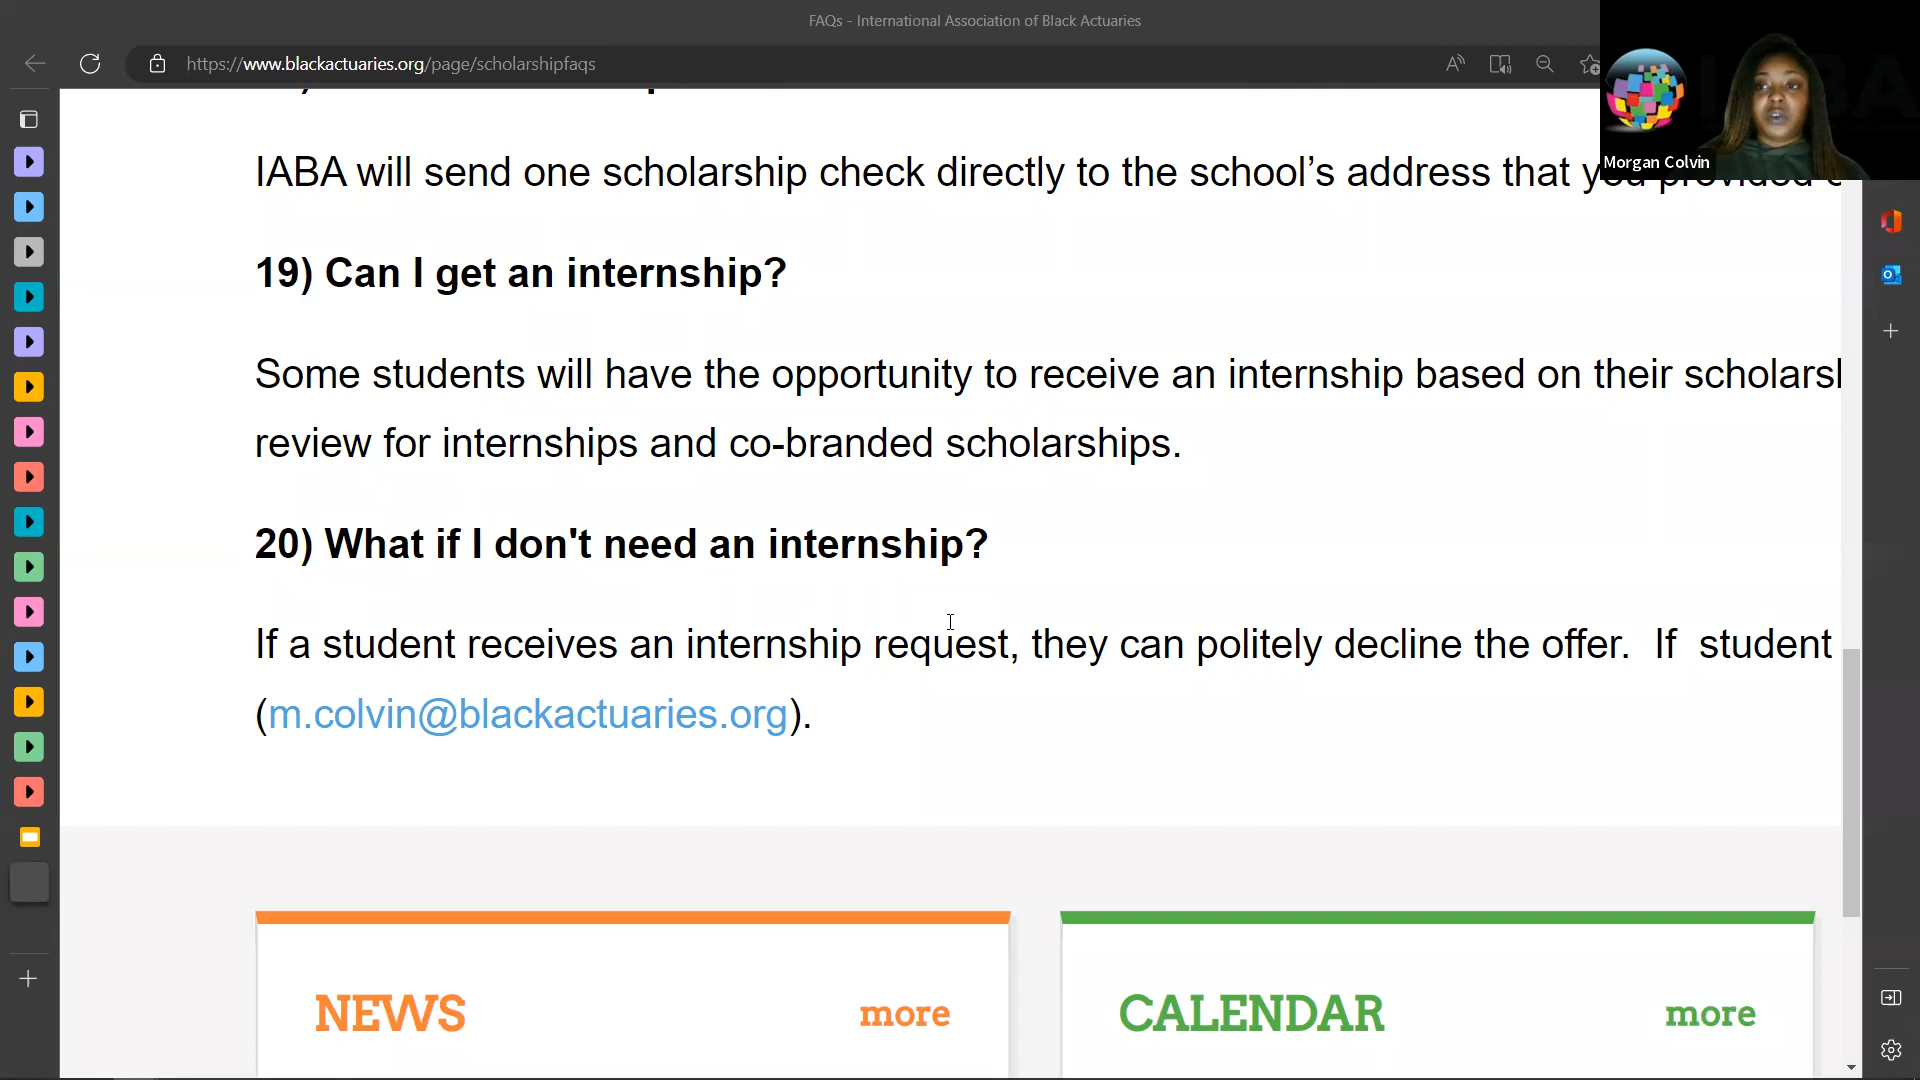 FAQs - International Association of Black Actuaries
https://www.blackactuaries.org/page/scholarshipfaqs
Morgan Colvin
IABA will send one scholarship check directly to the school’s address that you provided
19) Can I get an internship?
Some students will have the opportunity to receive an internship based on their
review for internships and co-branded scholarships.
20) What if I don't need an internship?
If a student receives an internship request, they can politely decline the offer. If student
(m.colvin@blackactuaries.org).
NEWS more CALENDAR more